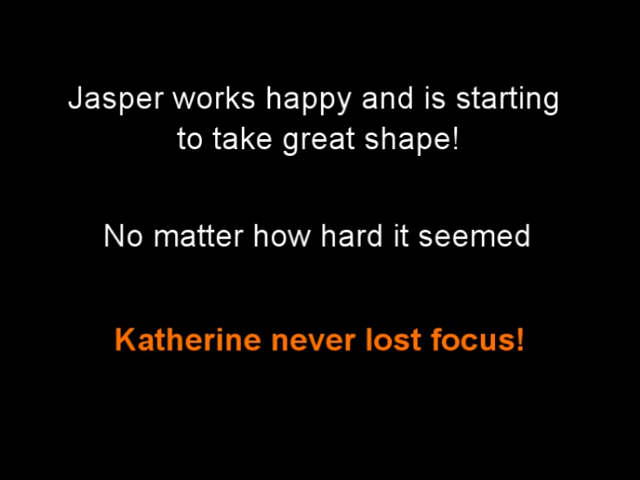 Jasper works happy and is starting
to take great shape!
No matter how hard it seemed
Katherine never lost focus!